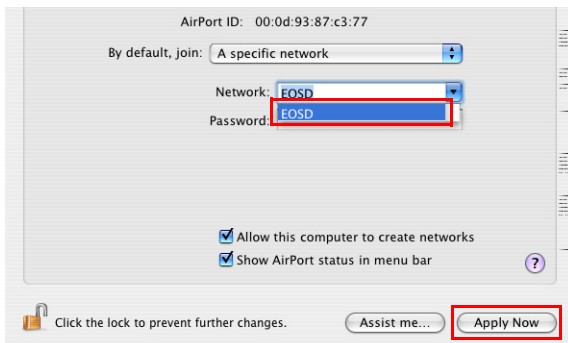 AirPort ID: 00:0d:93:87:c3:77
By default, join: A specific network
Network: EOSD
EOSD
Password:
Allow this computer to create networks
Show AirPort status in menu bar
?
Click the lock to prevent further changes. Assist me... Apply Now